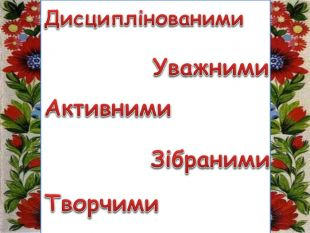 Дисциплінованими
Уважними
Активними
Зібраними
Творчими